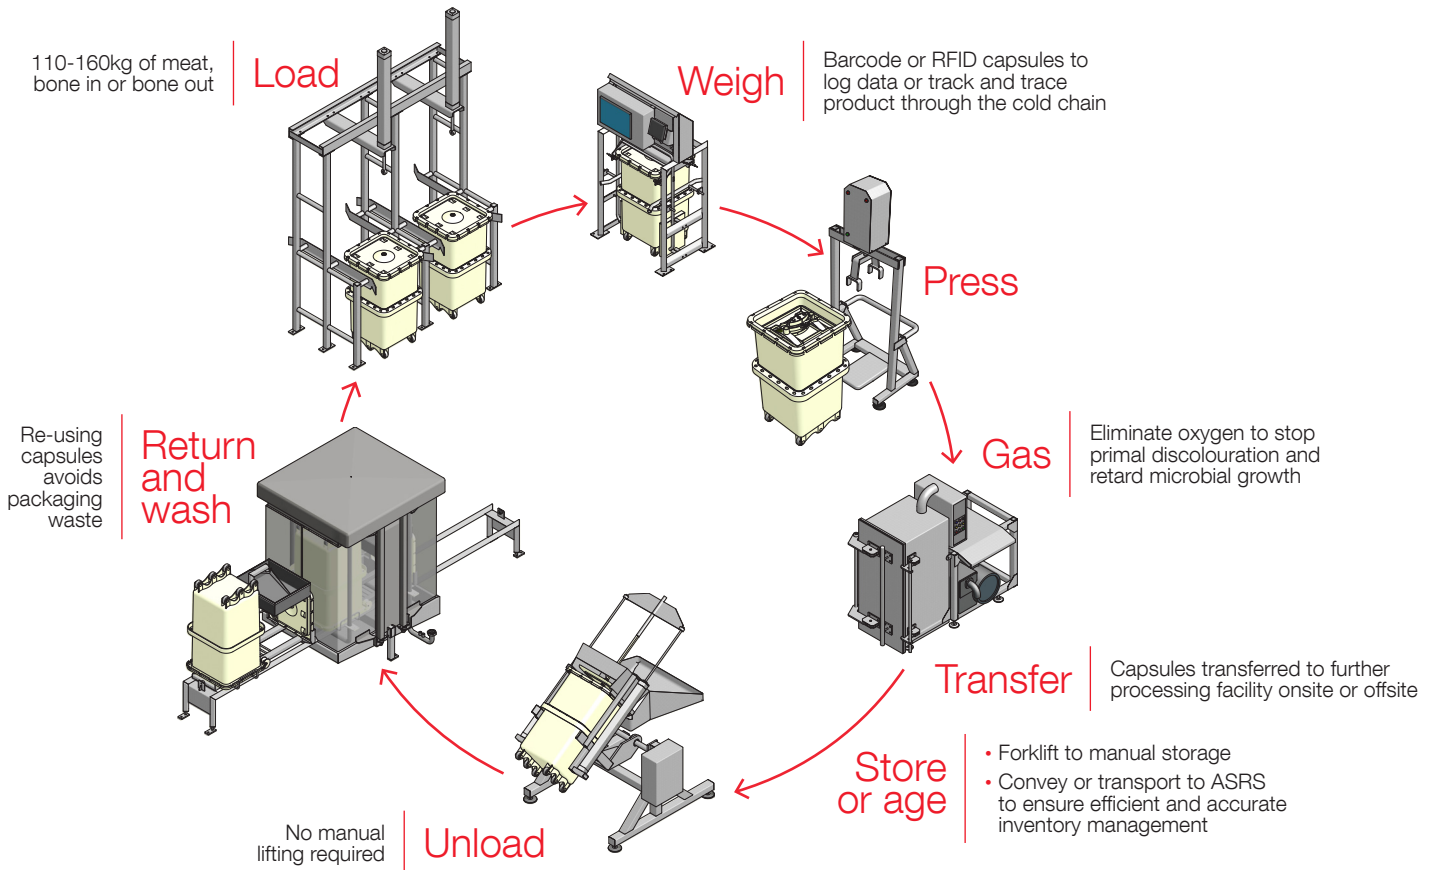 110-160kg of meat,
bone in or bone out
Load
Weigh
Barcode or RFID capsules to
log data or track and trace
product through the cold chain
Press
Gas
Eliminate oxygen to stop
primal discolouration and
retard microbial growth
Transfer
Capsules transferred to further
processing facility onsite or offsite
Store
or age
• Forklift to manual storage
• Convey or transport to ASRS
to ensure efficient and accurate
inventory management
No manual
lifting required
Unload
Re-using
capsules
avoids
packaging
waste
Return
and
wash